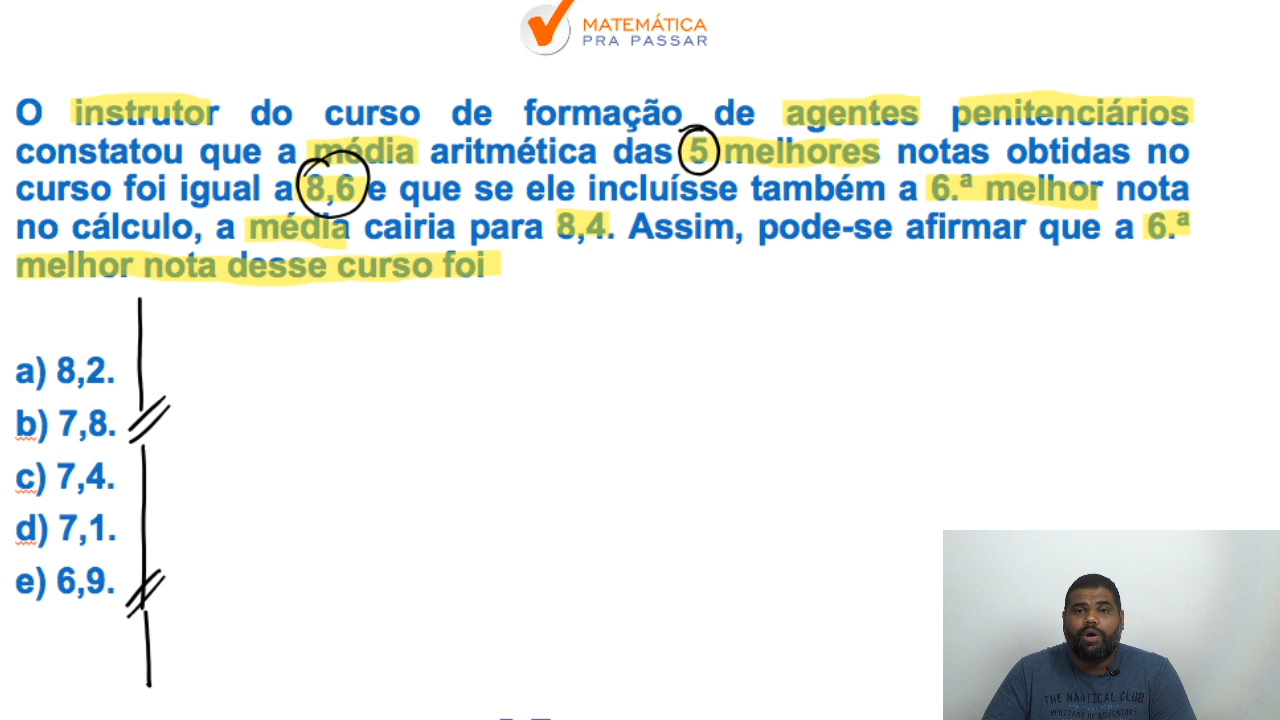 MATEMÁTICA
PRA PASSAR
O instrutor do curso de formação de agentes penitenciários
constatou que a média aritmética das 5 melhores notas obtidas no
curso foi igual a 8,6 e que se ele incluísse também a 6.ª melhor nota
no cálculo, a média cairia para 8,4. Assim, pode-se afirmar que a 6.ª
melhor nota desse curso foi
a) 8,2.
b) 7,8.
c) 7,4.
d) 7,1.
e) 6,9.
THE NAUTICAL CLUB